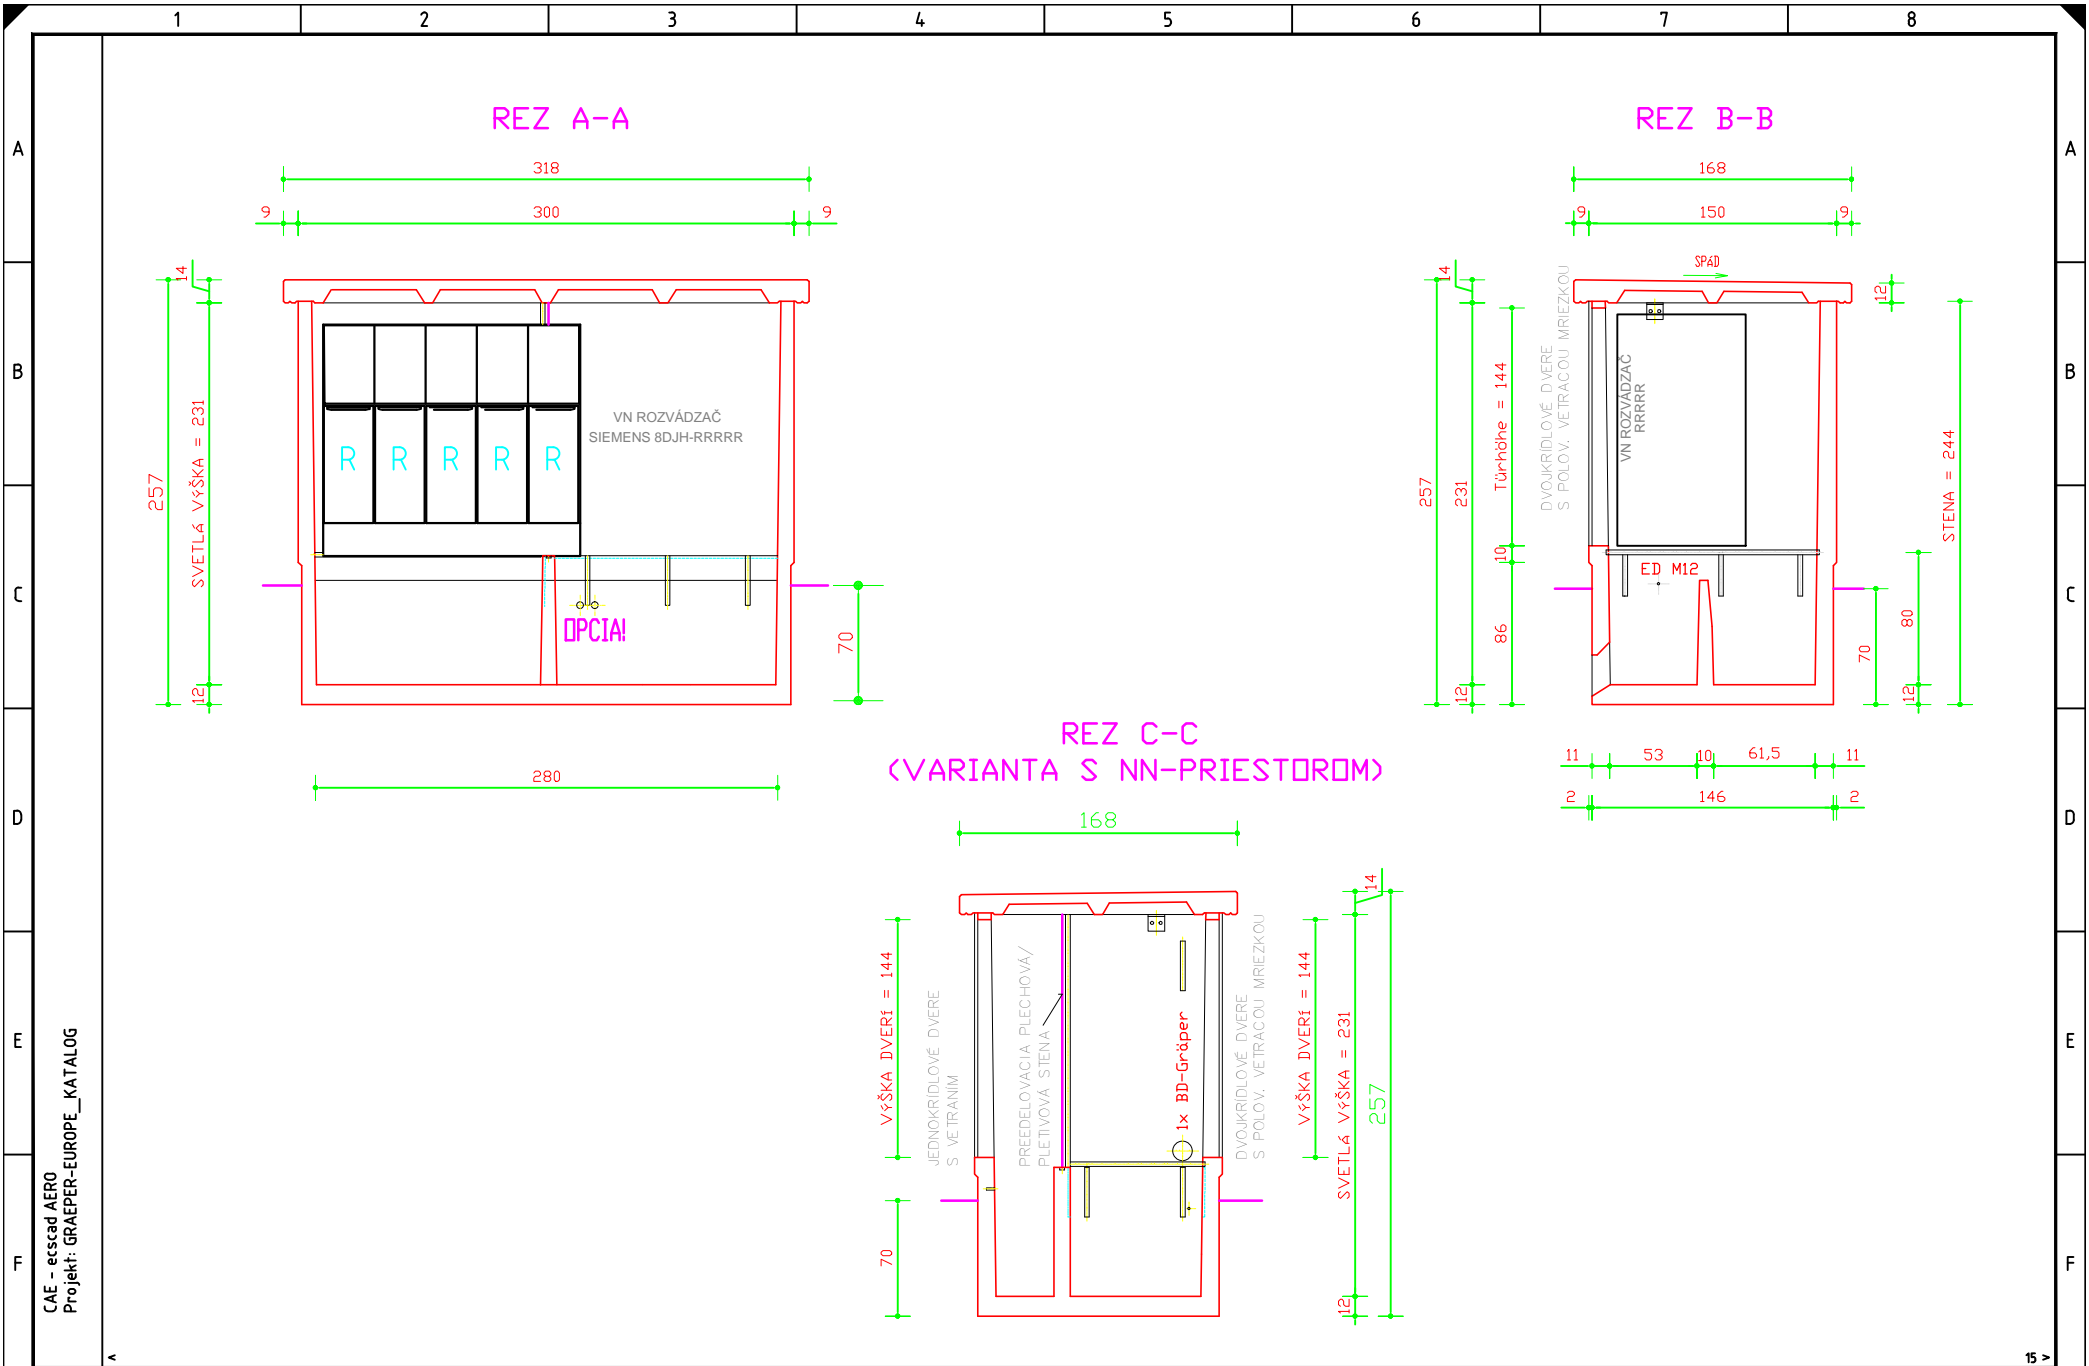 1 2 3 4 5 6 7 8
A A
B B
C C
D D
E E
F F
REZ A-A
318
9 300 9
14
257
SVETLÁ VÝŠKA = 231
12
R R R R R
VN ROZVÁDZAČ
SIEMENS 8DJH-RRRRR
OPCIA!
70
280
REZ B-B
168
9 150 9
SPÁD
14
12
257
231
12
Türhöhe = 144
10
86
DVOJKRÍDLOVÉ DVERE
S POLOV. VETRACOU MRIEZKOU
VN ROZVÁDZAČ
RRRRR
ED M12
STENA = 244
80
70
12
11 53 10 61,5 11
2 146 2
REZ C-C
(VARIANTA S NN-PRIESTOROM)
168
14
VÝŠKA DVERÍ = 144
70
JEDNOKRÍDLOVÉ DVERE
S VETRANÍM
PREEDELOVACIA PLECHOVÁ/
PLETIVOVÁ STENA
1x BD-Gräper
DVOJKRÍDLOVÉ DVERE
S POLOV. VETRACOU MRIEZKOU
VÝŠKA DVERÍ = 144
SVETLÁ VÝŠKA = 231
257
12
CAE - ecscad AERO
Projekt: GRAEPER-EUROPE_KATALOG
<
15 >